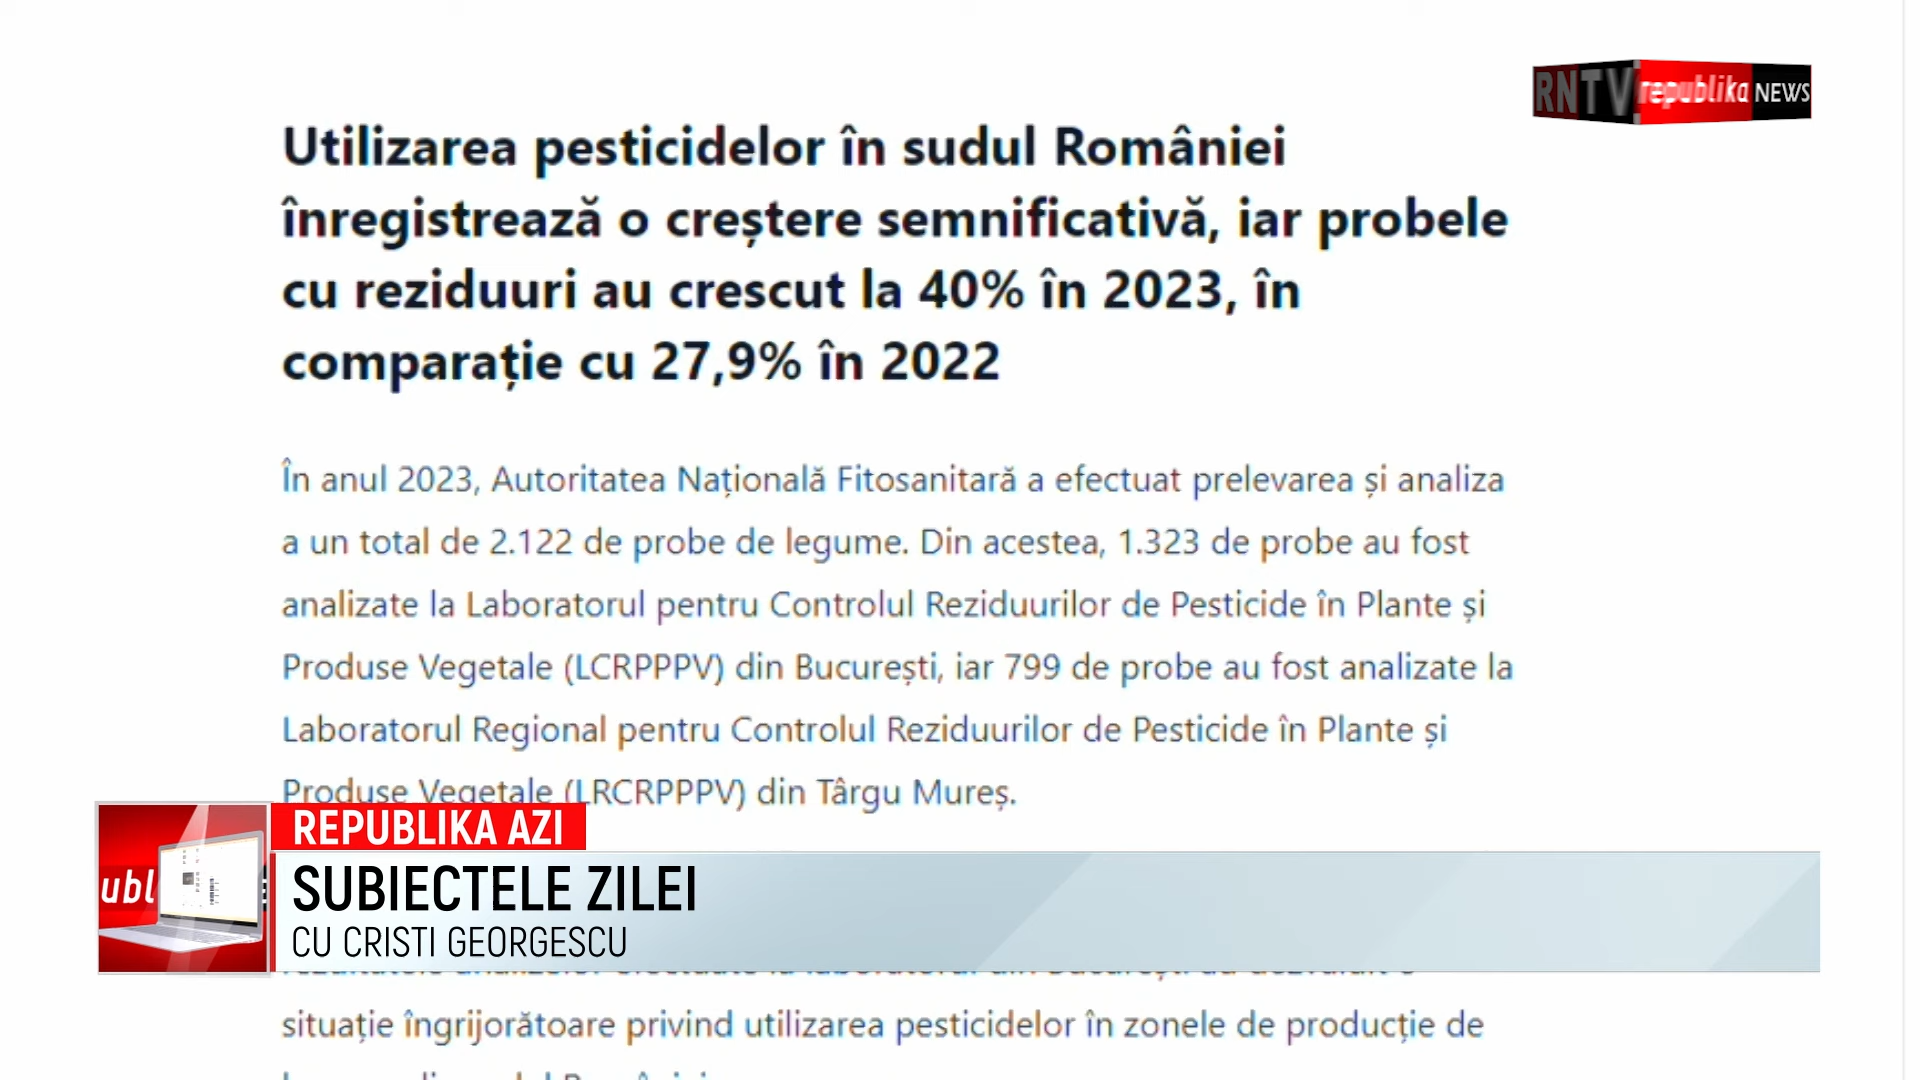 RNTV republika NEWS
Utilizarea pesticidelor în sudul României
înregistrează o creștere semnificativă, iar probele
cu reziduuri au crescut la 40% în 2023, în
comparație cu 27,9% în 2022
În anul 2023, Autoritatea Națională Fitosanitară a efectuat prelevarea și analiza
a un total de 2.122 de probe de legume. Din acestea, 1.323 de probe au fost
analizate la Laboratorul pentru Controlul Reziduurilor de Pesticide în Plante și
Produse Vegetale (LCRPPPV) din București, iar 799 de probe au fost analizate la
Laboratorul Regional pentru Controlul Reziduurilor de Pesticide în Plante și
Produse Vegetale (LRCRPPPV) din Târgu Mureș.
REPUBLIKA AZI
ubl
SUBIECTELE ZILEI
CU CRISTI GEORGESCU
situație îngrijorătoare privind utilizarea pesticidelor în zonele de producție de